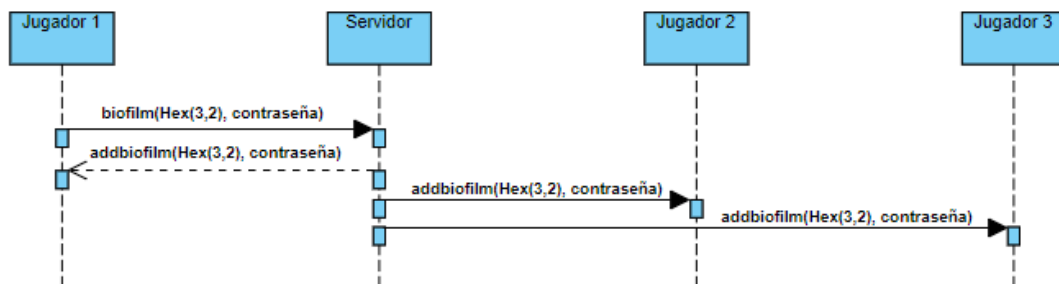 Jugador 1
Servidor
Jugador 2
Jugador 3
biofilm(Hex(3,2), contraseña)
addbiofilm(Hex(3,2), contraseña)
addbiofilm(Hex(3,2), contraseña)
addbiofilm(Hex(3,2), contraseña)